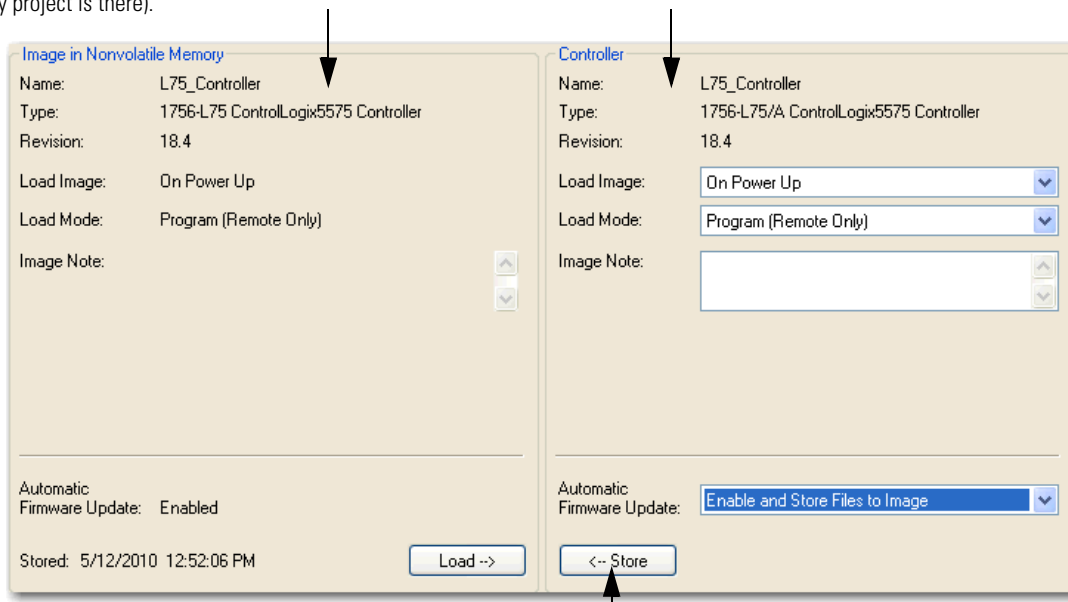 y project is there).
Image in Nonvolatile Memory
Name: L75_Controller
Type: 1756-L75 ControlLogix5575 Controller
Revision: 18.4
Load Image: On Power Up
Load Mode: Program (Remote Only)
Image Note:
Automatic
Firmware Update: Enabled
Stored: 5/12/2010 12:52:06 PM
Load -->
Controller
Name: L75_Controller
Type: 1756-L75/A ControlLogix5575 Controller
Revision: 18.4
Load Image: On Power Up
Load Mode: Program (Remote Only)
Image Note:
Automatic
Firmware Update: Enable and Store Files to Image
<-- Store